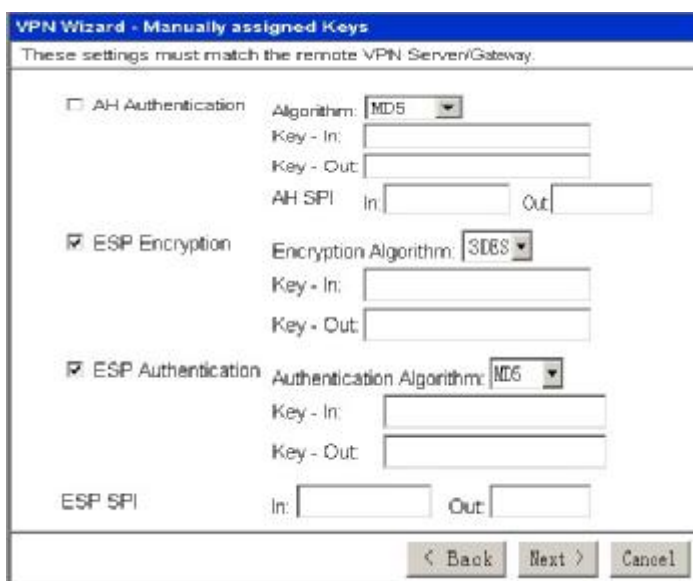 VPN Wizard - Manually assigned Keys
These settings must match the remote VPN Server/Gateway.
AH Authentication Algorithm: MD5
Key - In:
Key - Out:
AH SPI In: Out:
ESP Encryption Encryption Algorithm: 3DES
Key - In:
Key - Out:
ESP Authentication Authentication Algorithm: MD5
Key - In:
Key - Out:
ESP SPI In: Out:
< Back Next > Cancel